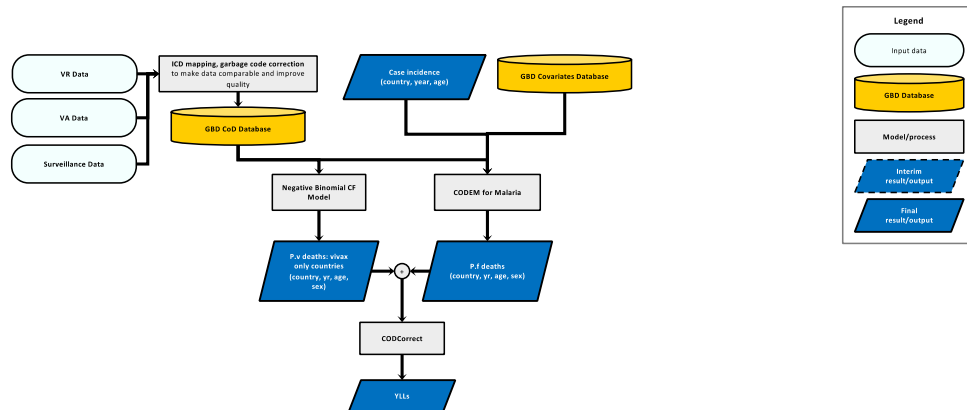 VR Data
VA Data
Surveillance Data
ICD mapping, garbage code correction
to make data comparable and improve
quality
GBD CoD Database
Case incidence
(country, year, age)
GBD Covariates Database
Negative Binomial CF
Model
CODEM for Malaria
P.v deaths: vivax
only countries
(country, yr, age,
sex)
+
P.f deaths
(country, yr, age, sex)
CODCorrect
YLLs
Legend
Input data
GBD Database
Model/process
Interim
result/output
Final
result/output